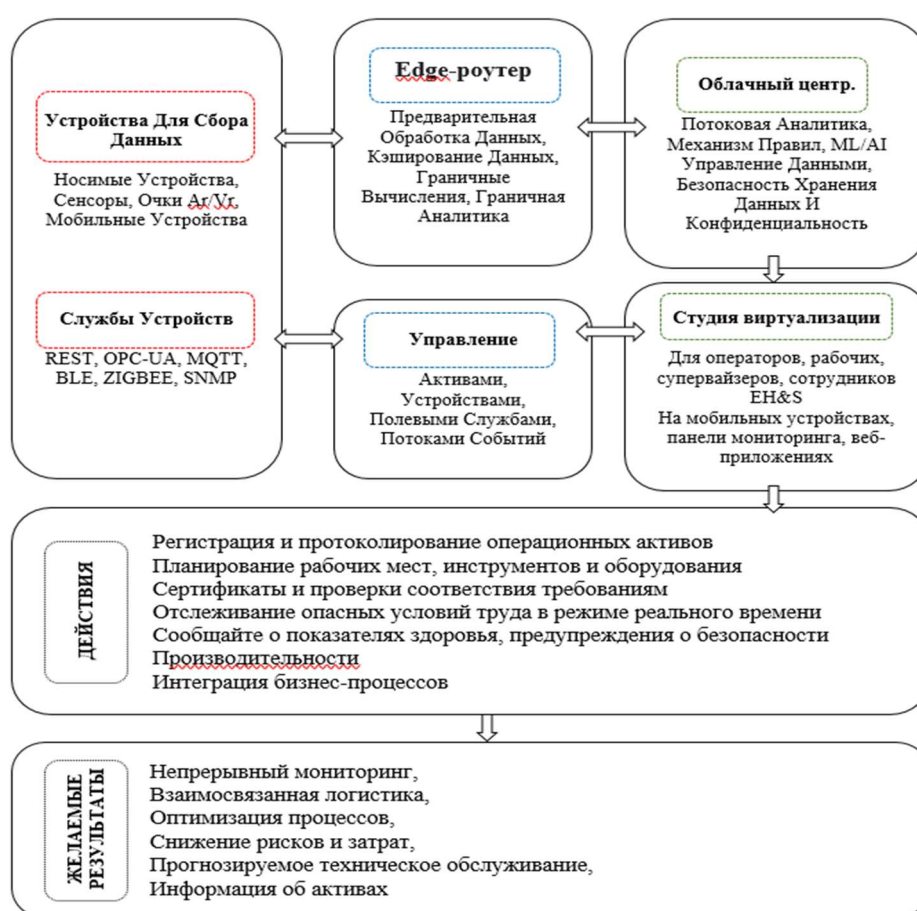 Устройства Для Сбора
Данных
Носимые Устройства,
Сенсоры, Очки Ar/Vr,
Мобильные Устройства
Службы Устройств
REST, OPC-UA, MQTT,
BLE, ZIGBEE, SNMP
Edge-роутер
Предварительная
Обработка Данных,
Кэширование Данных,
Граничные
Вычисления, Граничная
Аналитика
Управление
Активами,
Устройствами,
Полевыми Службами,
Потоками Событий
Облачный центр.
Потоковая Аналитика,
Механизм Правил, ML/AI
Управление Данными,
Безопасность Хранения
Данных И
Конфиденциальность
Студия виртуализации
Для операторов, рабочих,
супервайзеров, сотрудников
EH&S
На мобильных устройствах,
панели мониторинга, веб-
приложениях
ДЕЙСТВИЯ
Регистрация и протоколирование операционных активов
Планирование рабочих мест, инструментов и оборудования
Сертификаты и проверки соответствия требованиям
Отслеживание опасных условий труда в режиме реального времени
Сообщайте о показателях здоровья, предупреждения о безопасности
Производительности
Интеграция бизнес-процессов
ЖЕЛАЕМЫЕ
РЕЗУЛЬТАТЫ
Непрерывный мониторинг,
Взаимосвязанная логистика,
Оптимизация процессов,
Снижение рисков и затрат,
Прогнозируемое техническое обслуживание,
Информация об активах